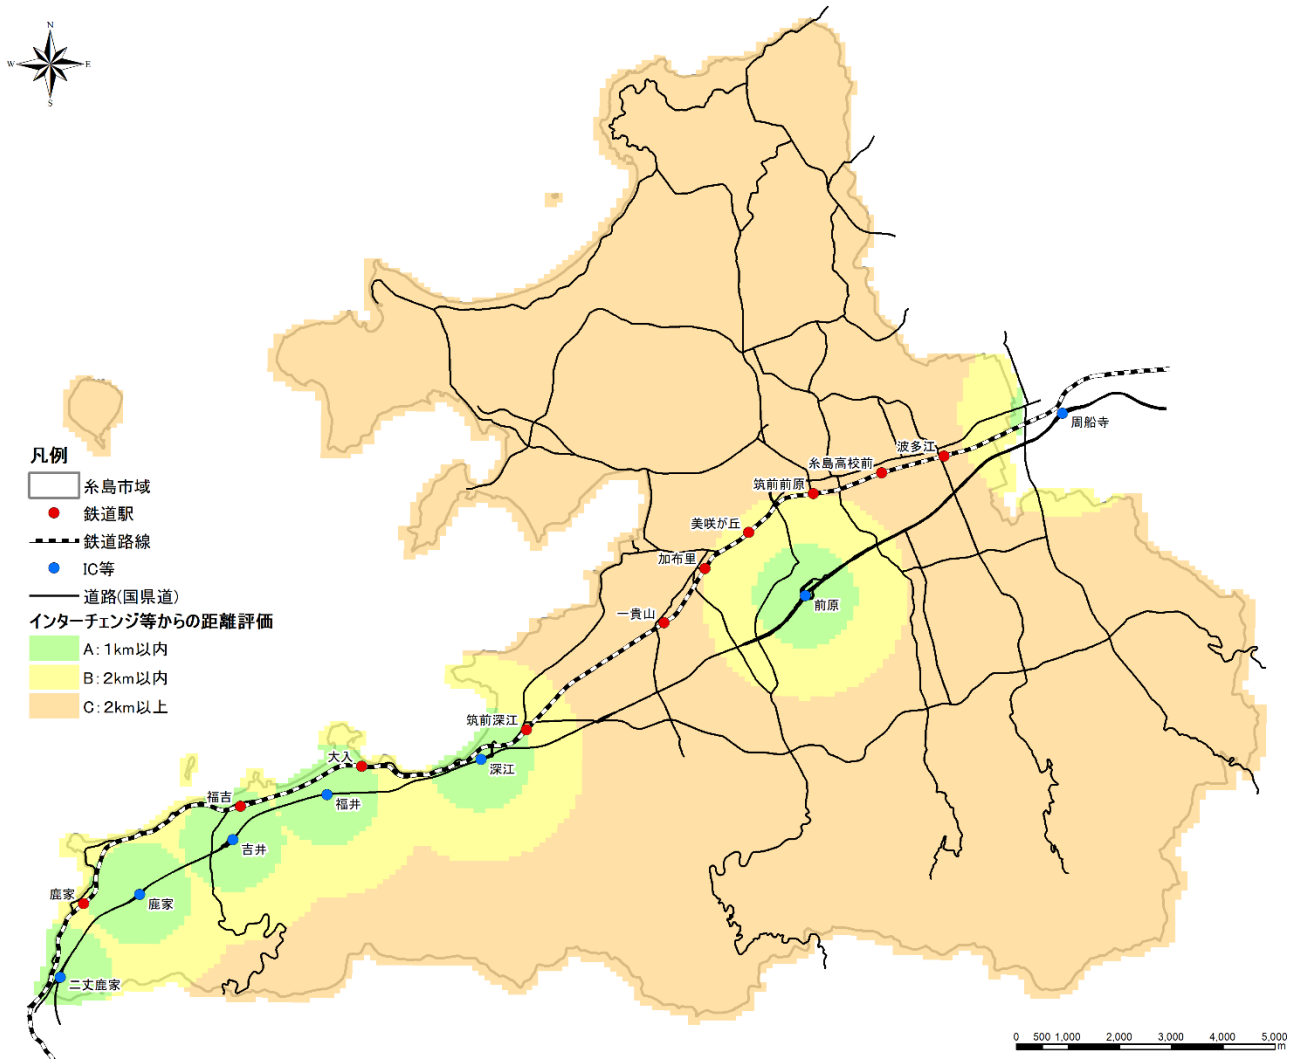 N
W
E
S
周船寺
波多江
糸島高校前
筑前前原
美咲が丘
加布里
前原
一貴山
筑前深江
深江
大入
福井
福吉
吉井
鹿家
鹿家
二丈鹿家
凡例
糸島市域
鉄道駅
鉄道路線
IC等
道路(国県道)
インターチェンジ等からの距離評価
A:1km以内
B:2km以内
C:2km以上
0 500 1,000 2,000 3,000 4,000 5,000
m